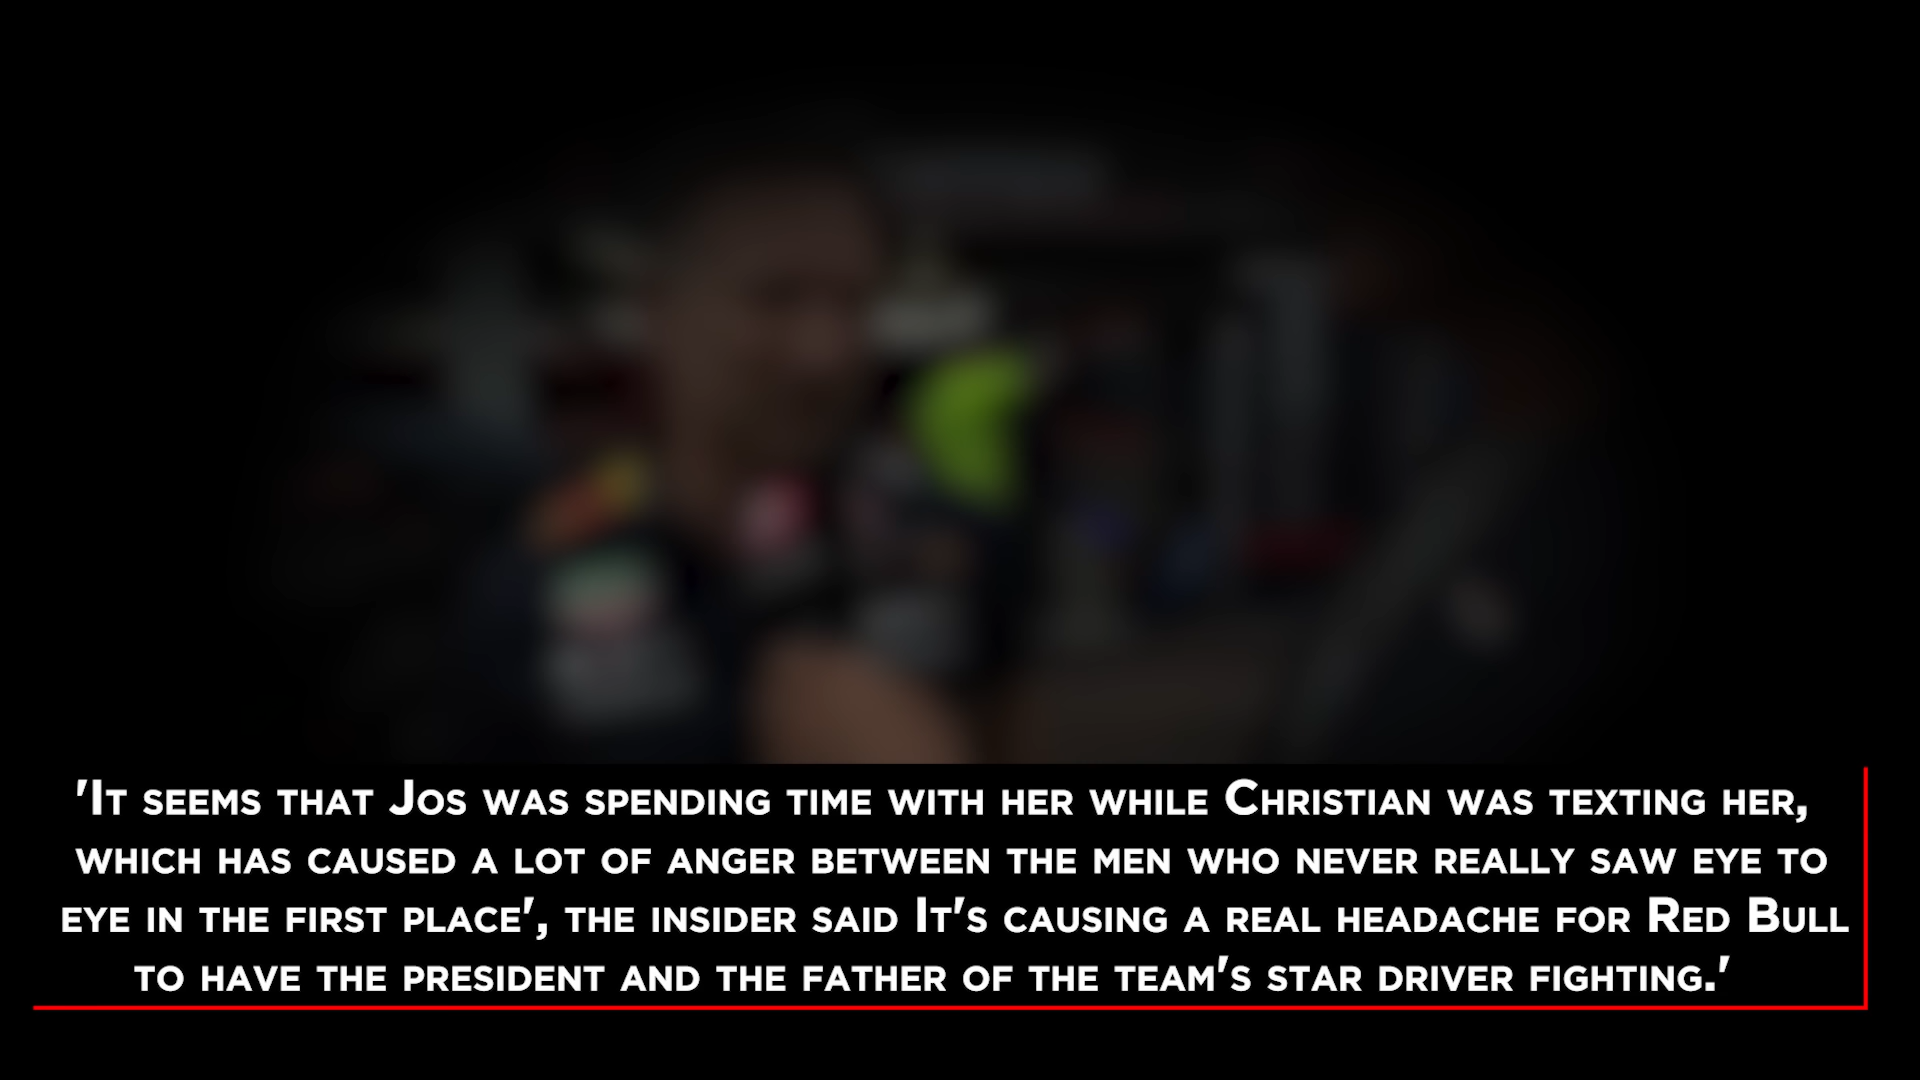 'It seems that Jos was spending time with her while Christian was texting her,
which has caused a lot of anger between the men who never really saw eye to
eye in the first place', the insider said It's causing a real headache for Red Bull
to have the president and the father of the team's star driver fighting.'